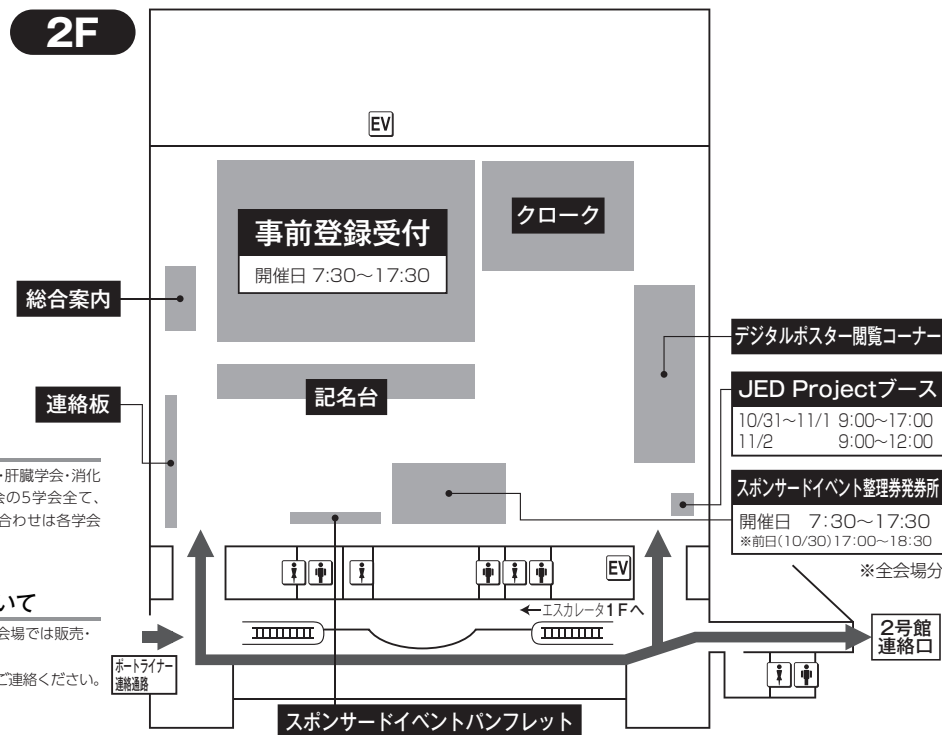 2F
EV
事前登録受付
開催日 7:30～17:30
クローク
総合案内
記名台
連絡板
デジタルポスター閲覧コーナー
JED Projectブース
10/31～11/1 9:00～17:00
11/2 9:00～12:00
スポンサードイベント整理券発券所
開催日 7:30～17:30
※前日(10/30)17:00～18:30
※全会場分
・肝臓学会・消化
会の5学会全て、
合わせは各学会
いて
会場では販売・
ご連絡ください。
EV
←エスカレータ1Fへ
ポートライナー
連絡通路
2号館
連絡口
スポンサードイベントパンフレット